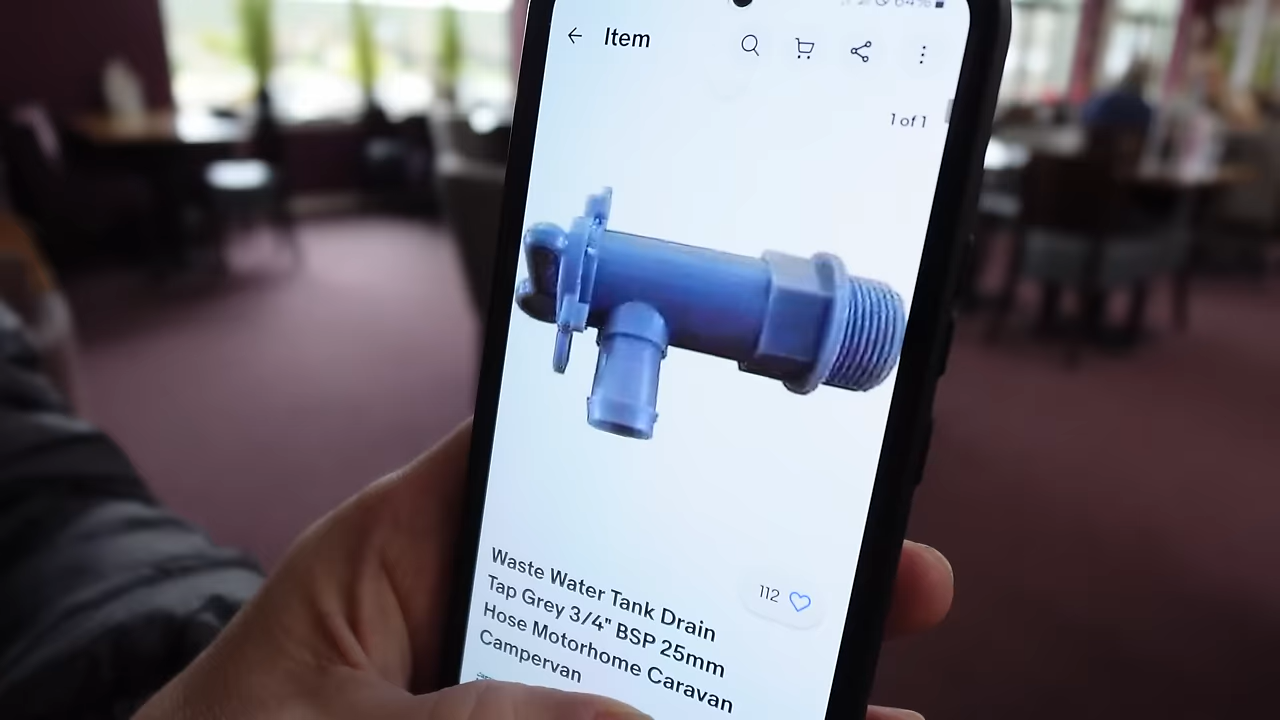 64%
Item
1 of 1
Waste Water Tank Drain
Tap Grey 3/4" BSP 25mm
Hose Motorhome Caravan
Campervan
112